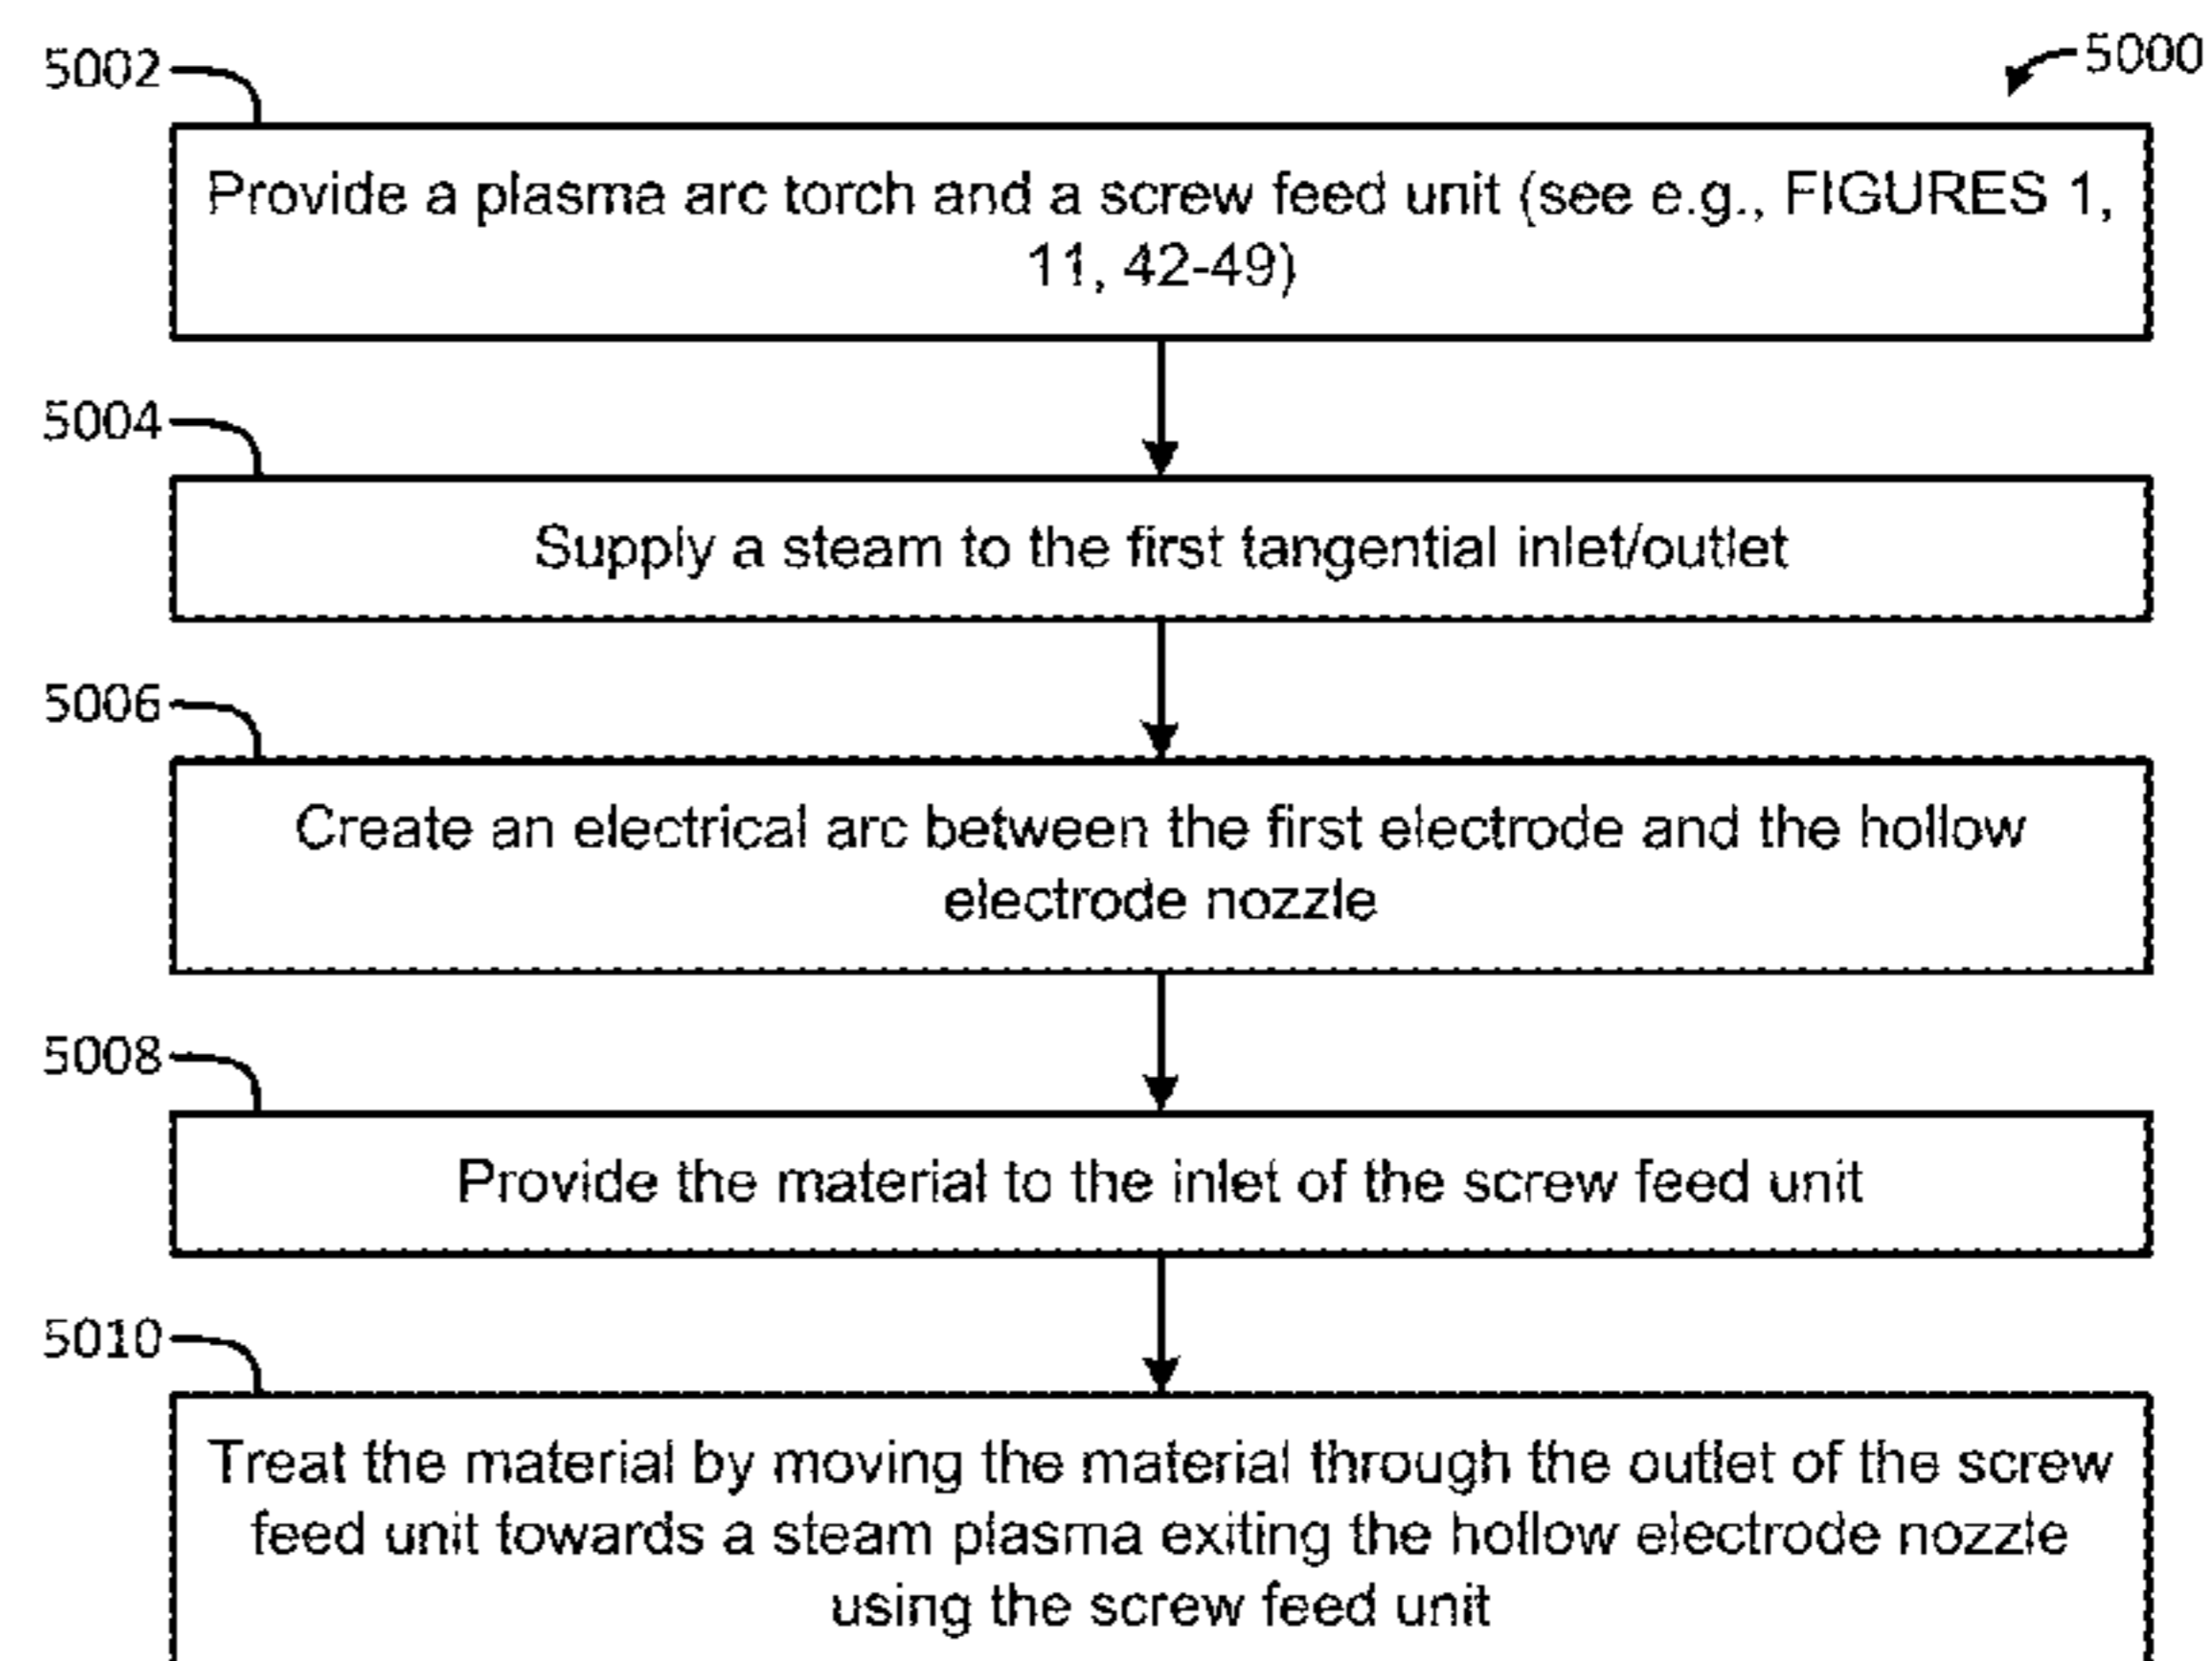 5002
5000
Provide a plasma arc torch and a screw feed unit (see e.g., FIGURES 1,
11, 42-49)
5004
Supply a steam to the first tangential inlet/outlet
5006
Create an electrical arc between the first electrode and the hollow
electrode nozzle
5008
Provide the material to the inlet of the screw feed unit
5010
Treat the material by moving the material through the outlet of the screw
feed unit towards a steam plasma exiting the hollow electrode nozzle
using the screw feed unit